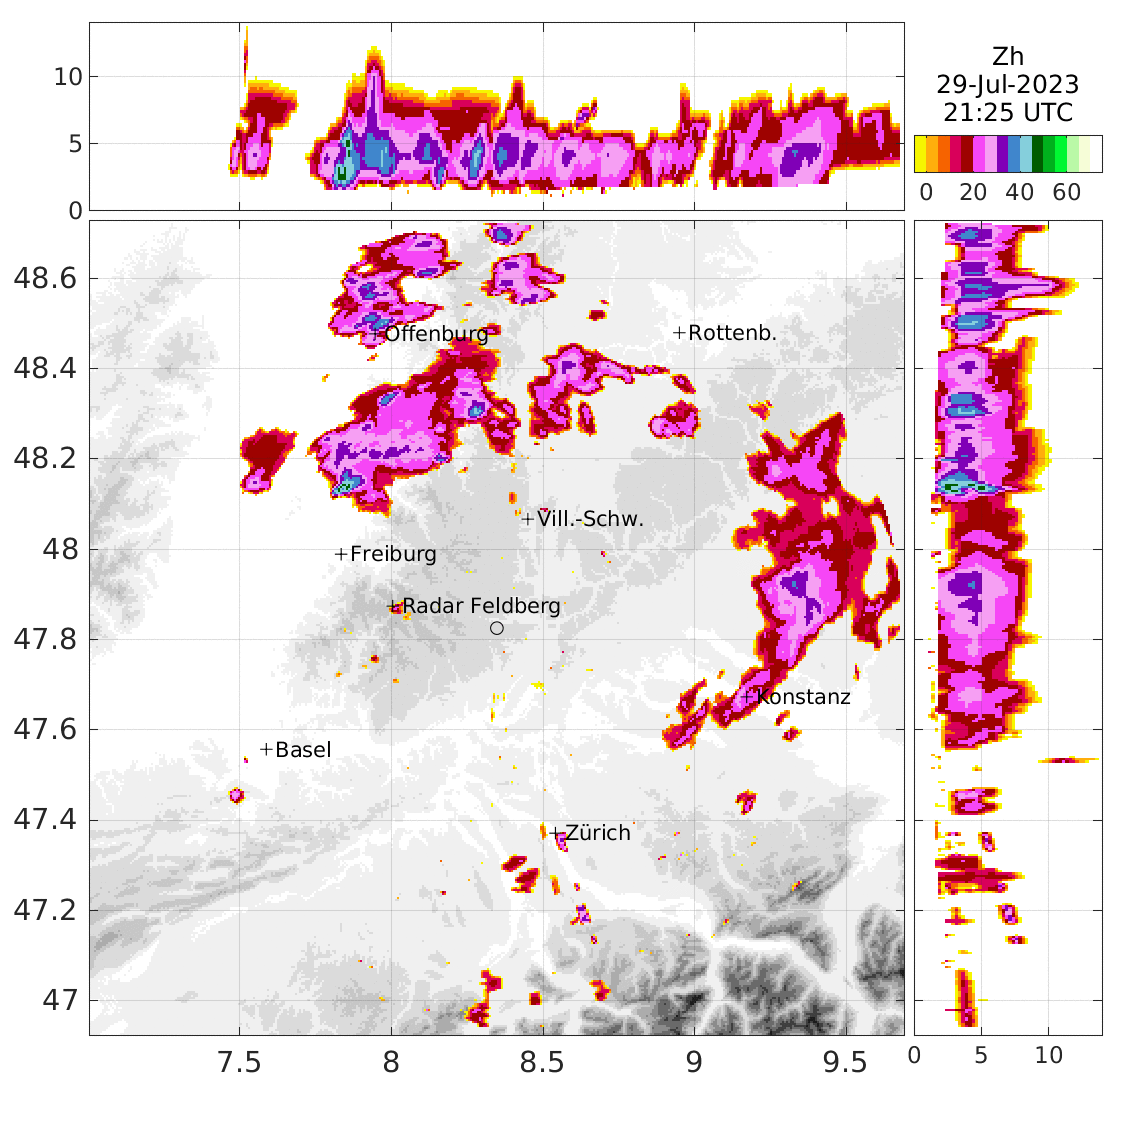 10
5
0
Zh
29-Jul-2023
21:25 UTC
0 20 40 60
48.6
48.4
48.2
48
47.8
47.6
47.4
47.2
47
Offenburg
Rottenb.
Vill.-Schw.
Freiburg
Radar Feldberg
Konstanz
Basel
Zürich
7.5 8 8.5 9 9.5
0 5 10